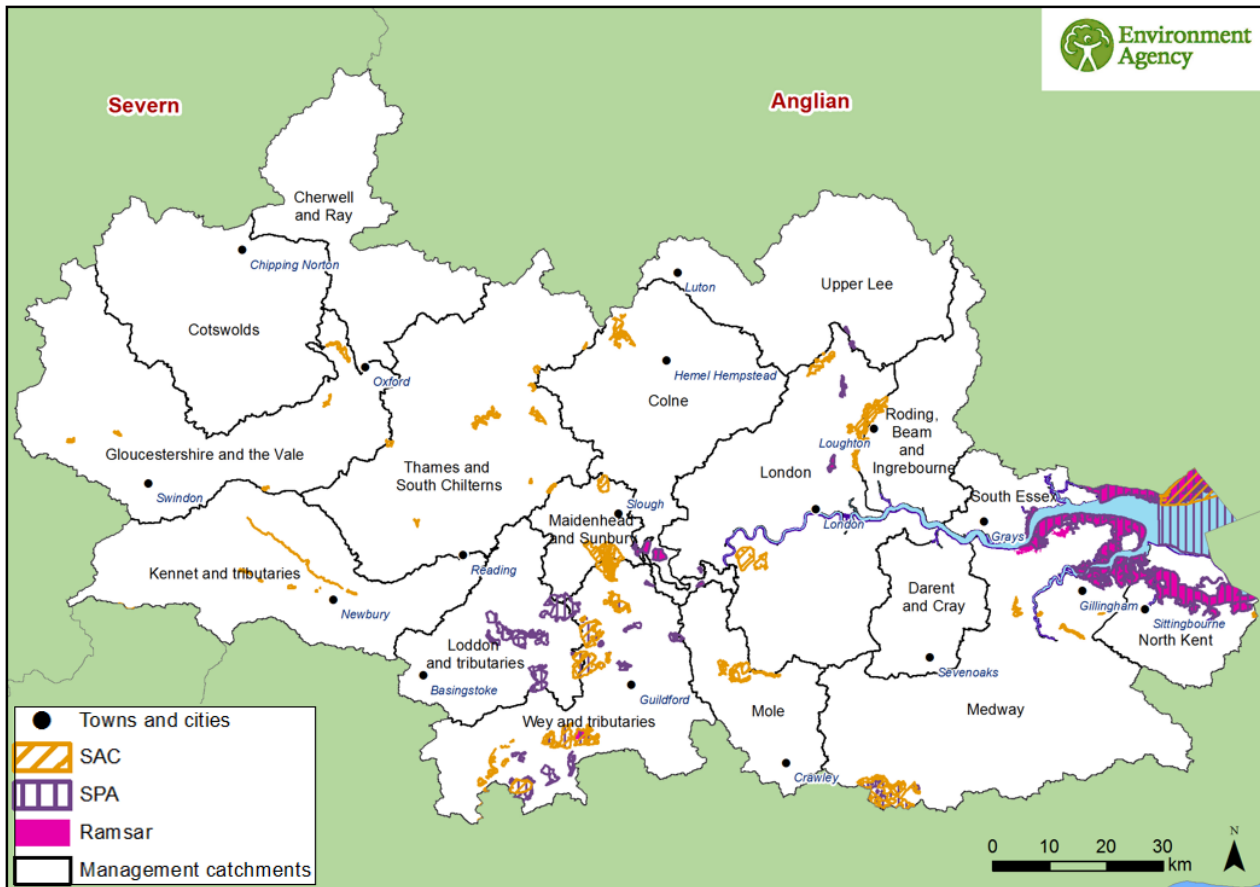 Environment
Agency
Severn
Anglian
Cherwell
and Ray
Chipping Norton
Luton
Upper Lee
Cotswolds
Oxford
Hemel Hempstead
Colne
Loughton
Roding,
Beam
and
Ingrebourne
Gloucestershire and the Vale
Thames and
South Chilterns
London
Swindon
Slough
South Essex
Maidenhead
and Sunbury
London
Grays
Kennet and tributaries
Reading
Newbury
Darent
and Cray
Gillingham
Sittingbourne
North Kent
Loddon
and tributaries
Basingstoke
Guildford
Sevenoaks
Wey and tributaries
Mole
Medway
Crawley
Towns and cities
SAC
SPA
Ramsar
Management catchments
N
0 10 20 30
km